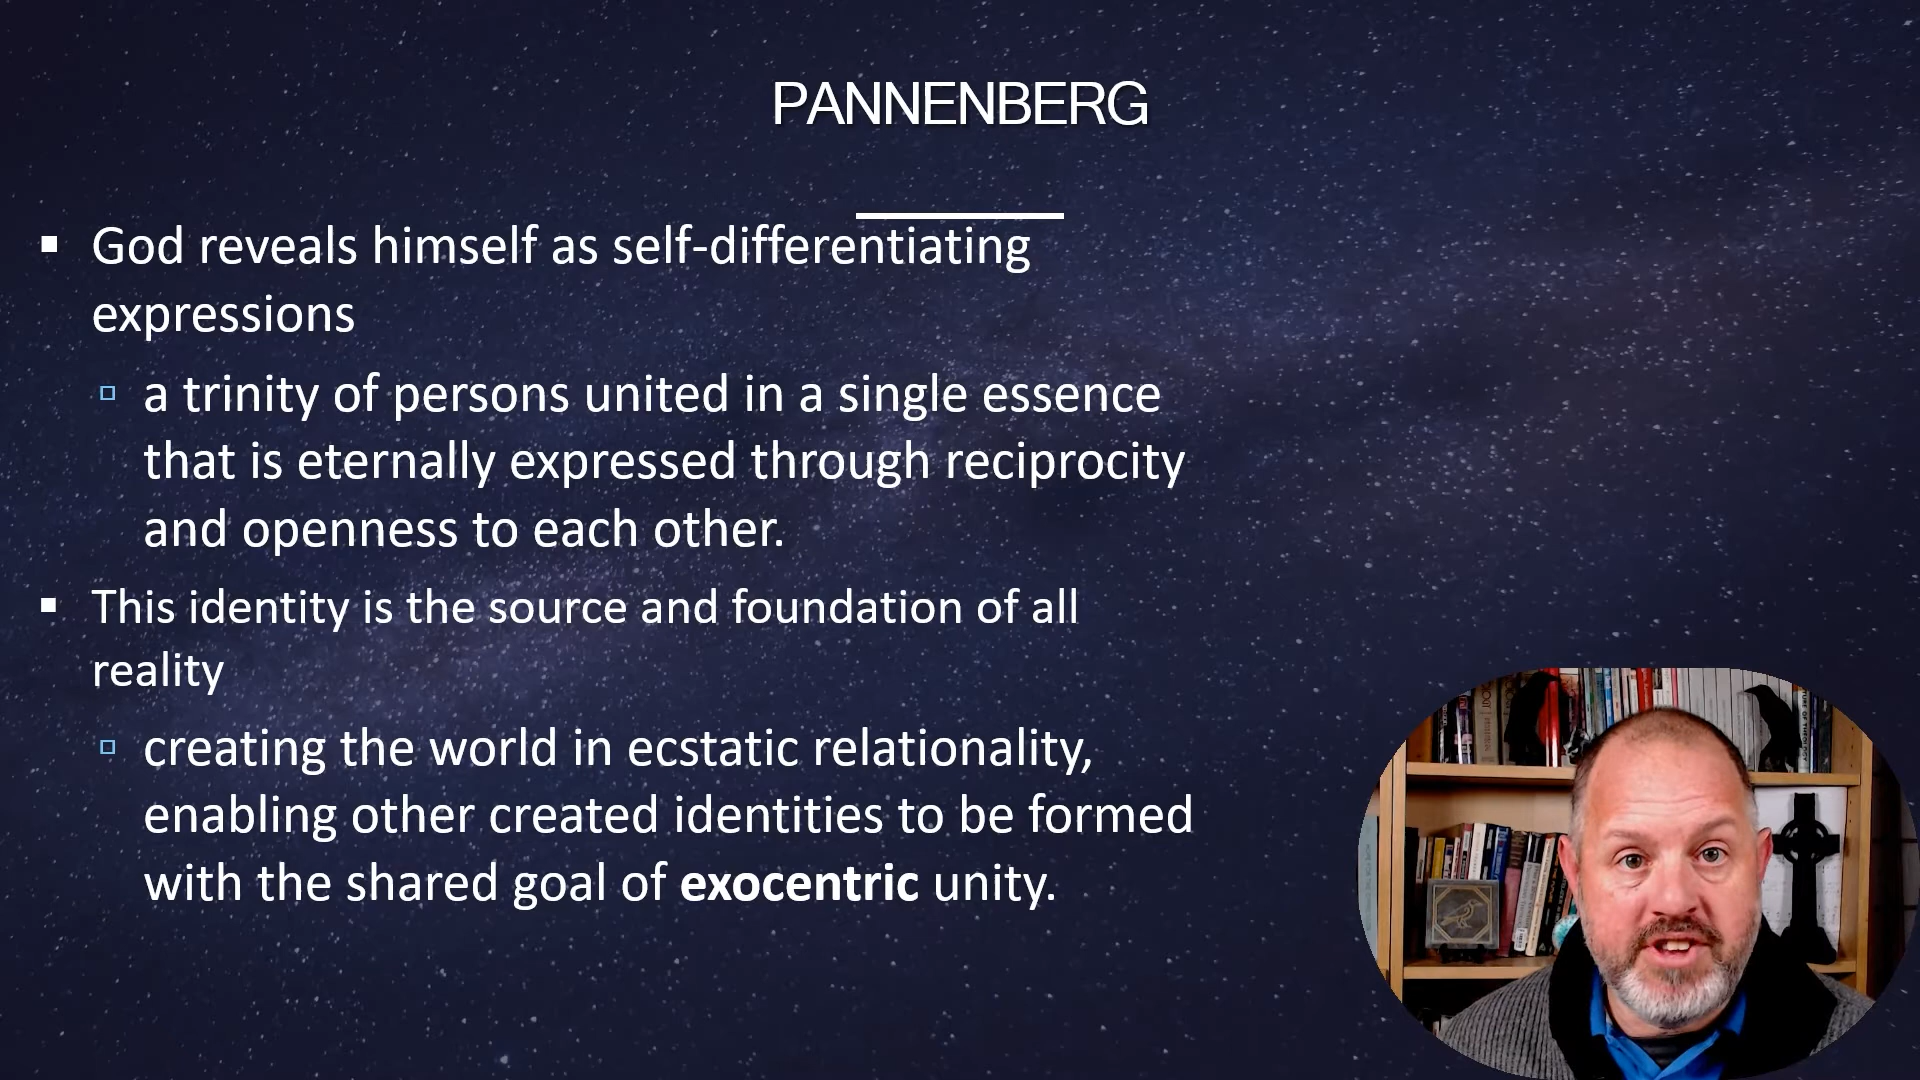 PANNENBERG
God reveals himself as self-differentiating
expressions
a trinity of persons united in a single essence
that is eternally expressed through reciprocity
and openness to each other.
This identity is the source and foundation of all
reality
creating the world in ecstatic relationality,
enabling other created identities to be formed
with the shared goal of exocentric unity.